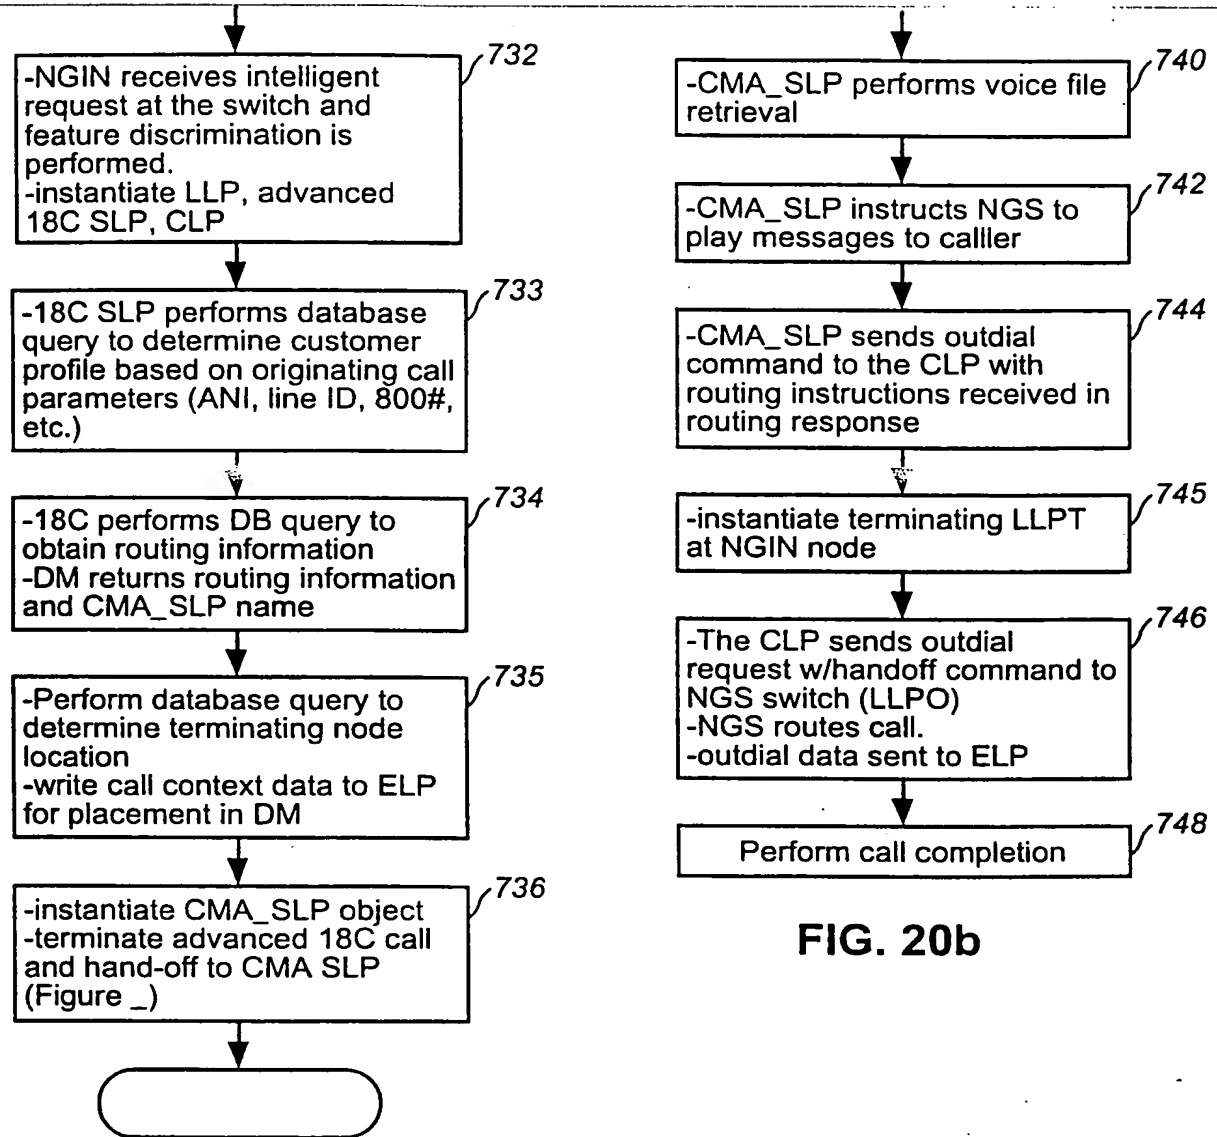 732
-NGIN receives intelligent
request at the switch and
feature discrimination is
performed.
-instantiate LLP, advanced
18C SLP, CLP
733
-18C SLP performs database
query to determine customer
profile based on originating call
parameters (ANI, line ID, 800#,
etc.)
734
-18C performs DB query to
obtain routing information
-DM returns routing information
and CMA_SLP name
735
-Perform database query to
determine terminating node
location
-write call context data to ELP
for placement in DM
736
-instantiate CMA_SLP object
-terminate advanced 18C call
and hand-off to CMA SLP
(Figure _)
740
-CMA_SLP performs voice file
retrieval
742
-CMA_SLP instructs NGS to
play messages to calller
744
-CMA_SLP sends outdial
command to the CLP with
routing instructions received in
routing response
745
-instantiate terminating LLPT
at NGIN node
746
-The CLP sends outdial
request w/handoff command to
NGS switch (LLPO)
-NGS routes call.
-outdial data sent to ELP
748
Perform call completion
FIG. 20b